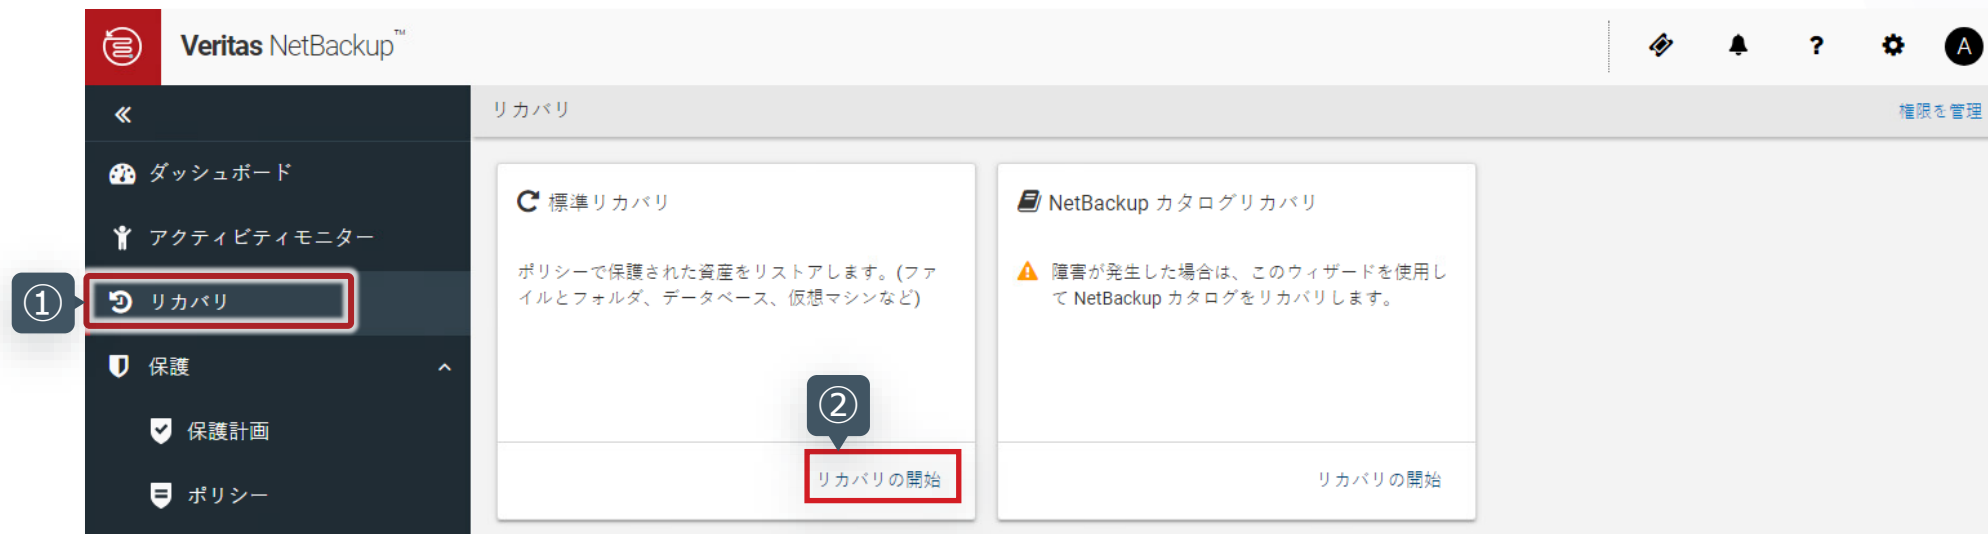 Veritas NetBackup™
?
A
«
リカバリ
権限を管理
ダッシュボード
アクティビティモニター
①
リカバリ
保護
保護計画
ポリシー
標準リカバリ
ポリシーで保護された資産をリストアします。(ファ
イルとフォルダ、データベース、仮想マシンなど)
②
リカバリの開始
NetBackup カタログリカバリ
障害が発生した場合は、このウィザードを使用し
て NetBackup カタログをリカバリします。
リカバリの開始